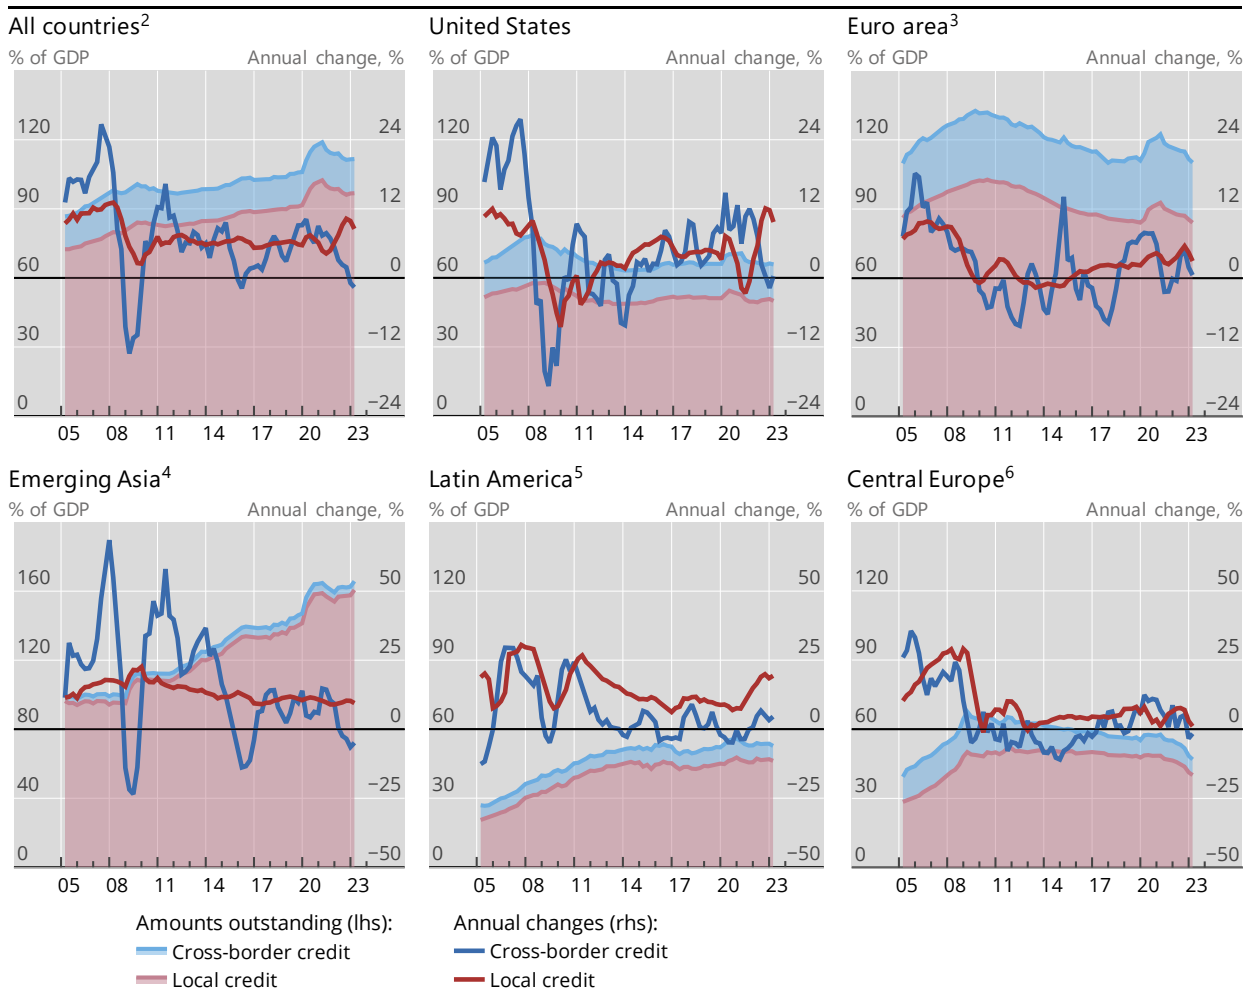 All countries2
United States
Euro area3
% of GDP Annual change, %
% of GDP Annual change, %
% of GDP Annual change, %
120 24
90 12
60 0
30 −12
0 −24
05 08 11 14 17 20 23
120 24
90 12
60 0
30 −12
0 −24
05 08 11 14 17 20 23
120 24
90 12
60 0
30 −12
0 −24
05 08 11 14 17 20 23
Emerging Asia4
Latin America5
Central Europe6
% of GDP Annual change, %
% of GDP Annual change, %
% of GDP Annual change, %
160 50
120 25
80 0
40 −25
0 −50
05 08 11 14 17 20 23
120 50
90 25
60 0
30 −25
0 −50
05 08 11 14 17 20 23
120 50
90 25
60 0
30 −25
0 −50
05 08 11 14 17 20 23
Amounts outstanding (lhs):
Cross-border credit
Local credit
Annual changes (rhs):
Cross-border credit
Local credit